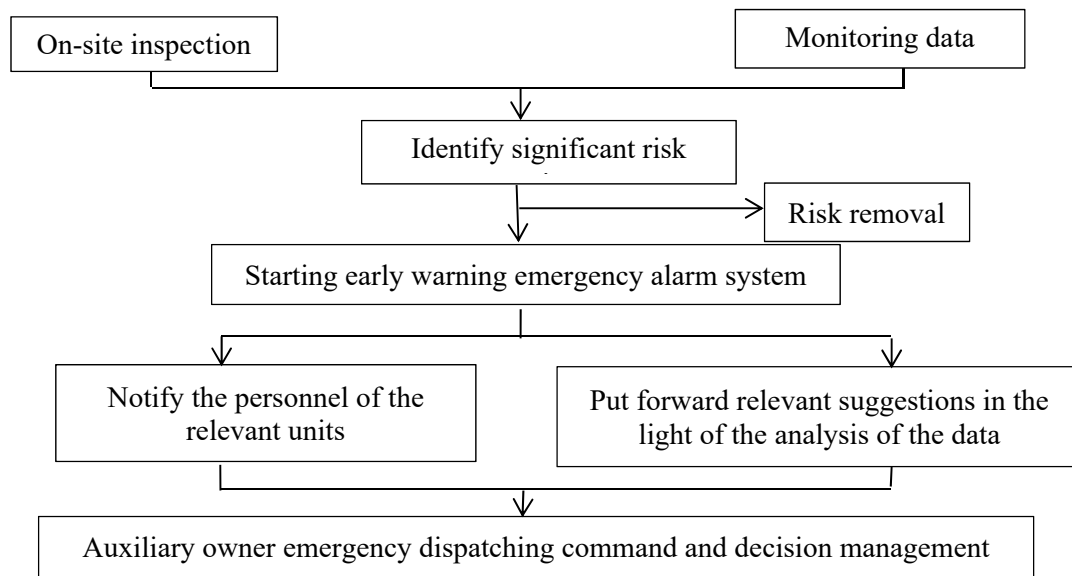 On-site inspection
Monitoring data
Identify significant risk
Risk removal
Starting early warning emergency alarm system
Notify the personnel of the
relevant units
Put forward relevant suggestions in the
light of the analysis of the data
Auxiliary owner emergency dispatching command and decision management